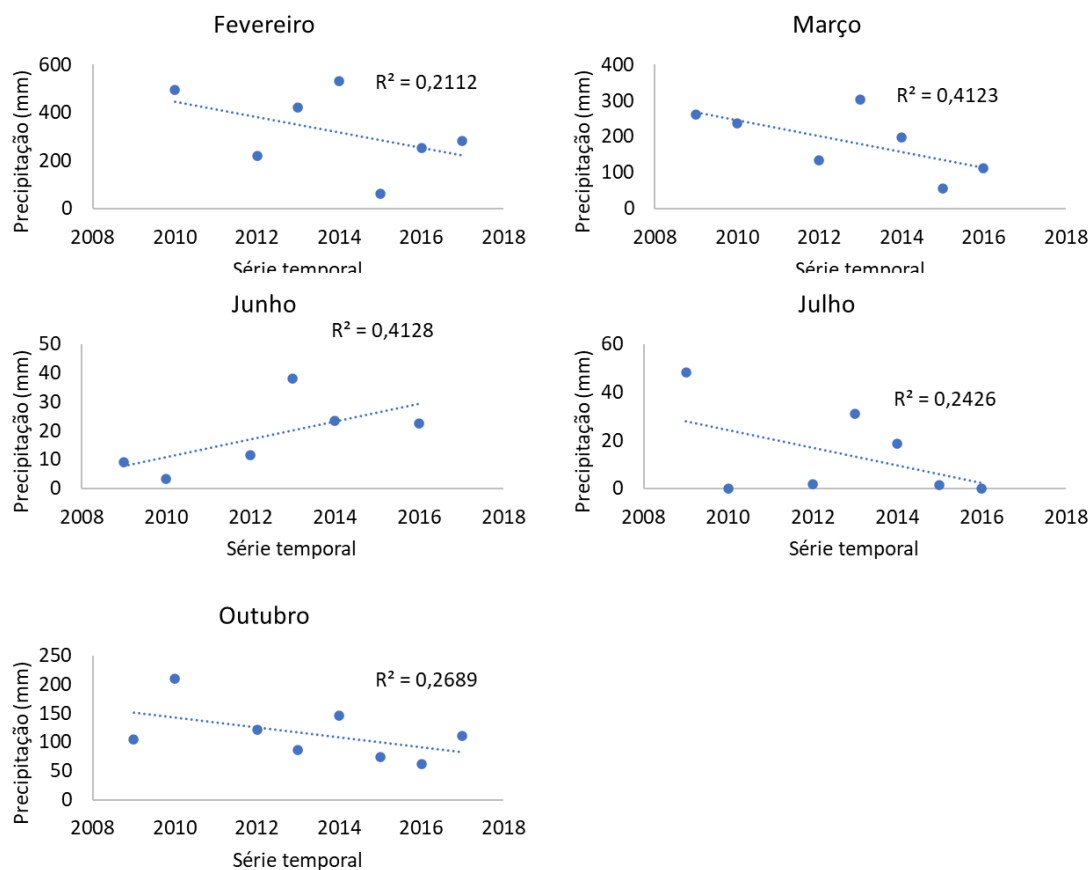 Fevereiro
Precipitação (mm)
600
400
200
0
R² = 0,2112
2008 2010 2012 2014 2016 2018
Série temporal
Março
Precipitação (mm)
400
300
200
100
0
R² = 0,4123
2008 2010 2012 2014 2016 2018
Série temporal
Junho
Precipitação (mm)
50
40
30
20
10
0
R² = 0,4128
2008 2010 2012 2014 2016 2018
Série temporal
Julho
Precipitação (mm)
60
40
20
0
R² = 0,2426
2008 2010 2012 2014 2016 2018
Série temporal
Outubro
Precipitação (mm)
250
200
150
100
50
0
R² = 0,2689
2008 2010 2012 2014 2016 2018
Série temporal